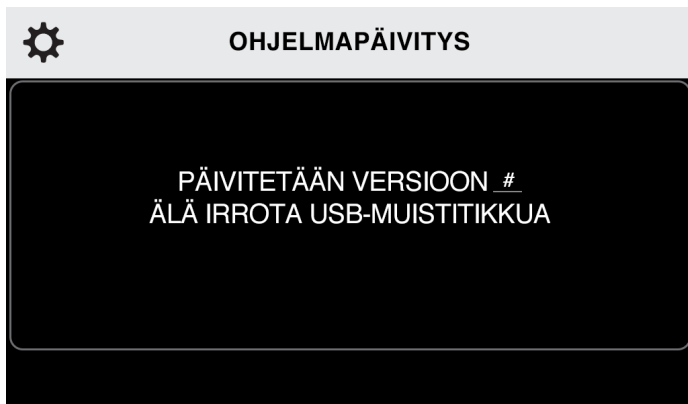 OHJELMAPÄIVITYS
PÄIVITETÄÄN VERSIOON _#_
ÄLÄ IRROTA USB-MUISTITIKKUA